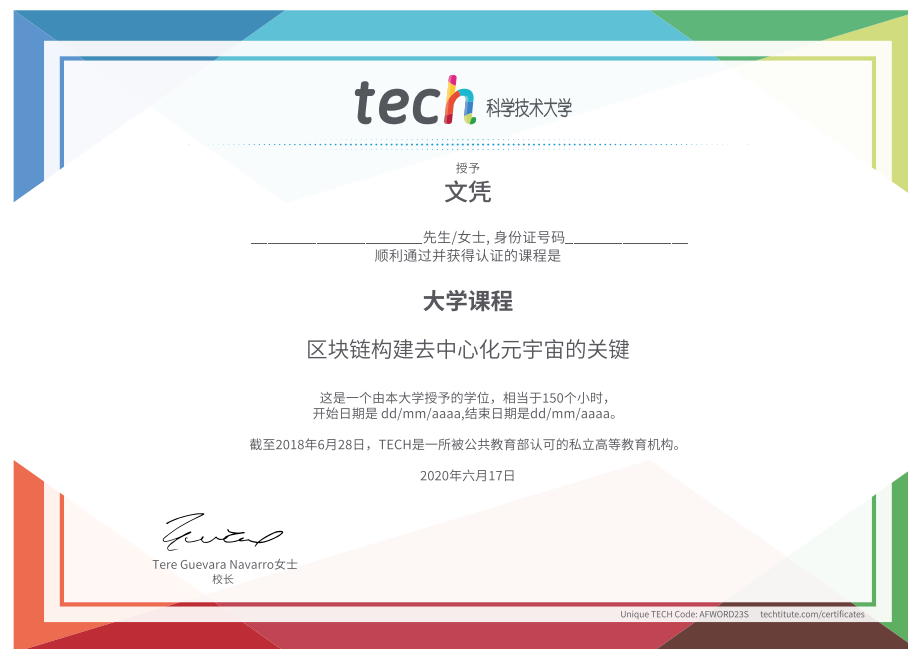 tech 科学技术大学
授予
文凭
______________________先生/女士, 身份证号码_______________
顺利通过并获得认证的课程是
大学课程
区块链构建去中心化元宇宙的关键
这是一个由本大学授予的学位，相当于150个小时，
开始日期是 dd/mm/aaaa,结束日期是dd/mm/aaaa。
截至2018年6月28日，TECH是一所被公共教育部认可的私立高等教育机构。
2020年六月17日
Tere Guevara Navarro女士
校长
Unique TECH Code: AFWORD23S techtitute.com/certificates